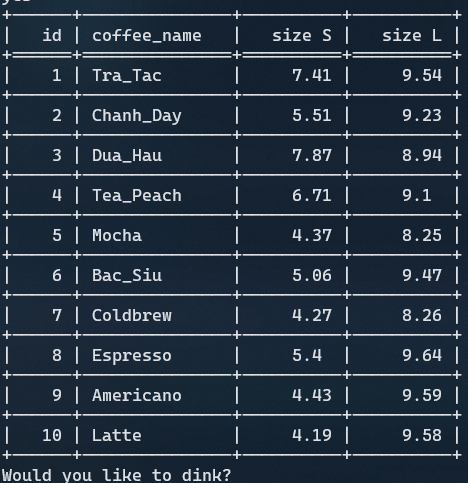 | id | coffee_name | size S | size L |
| 1 | Tra_Tac | 7.41 | 9.54 |
| 2 | Chanh_Day | 5.51 | 9.23 |
| 3 | Dua_Hau | 7.87 | 8.94 |
| 4 | Tea_Peach | 6.71 | 9.1 |
| 5 | Mocha | 4.37 | 8.25 |
| 6 | Bac_Siu | 5.06 | 9.47 |
| 7 | Coldbrew | 4.27 | 8.26 |
| 8 | Espresso | 5.4 | 9.64 |
| 9 | Americano | 4.43 | 9.59 |
| 10 | Latte | 4.19 | 9.58 |
Would you like to dink?